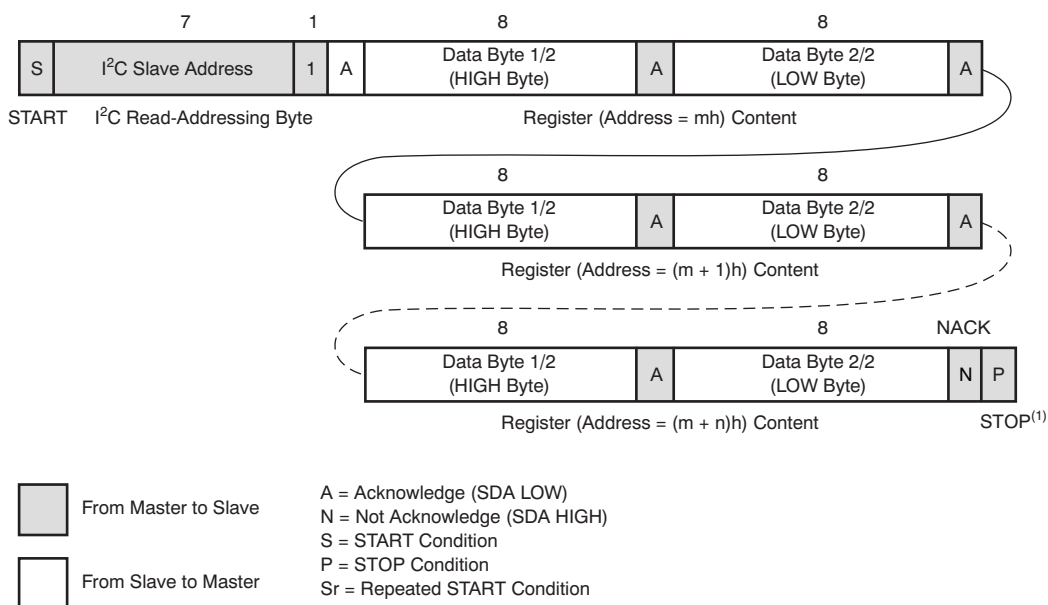 7 1 8 8
S I²C Slave Address 1 A Data Byte 1/2 (HIGH Byte) A Data Byte 2/2 (LOW Byte) A
START I²C Read-Addressing Byte Register (Address = mh) Content
8 8
Data Byte 1/2 (HIGH Byte) A Data Byte 2/2 (LOW Byte) A
Register (Address = (m + 1)h) Content
8 8 NACK
Data Byte 1/2 (HIGH Byte) A Data Byte 2/2 (LOW Byte) N P
Register (Address = (m + n)h) Content STOP(1)
From Master to Slave
From Slave to Master
A = Acknowledge (SDA LOW)
N = Not Acknowledge (SDA HIGH)
S = START Condition
P = STOP Condition
Sr = Repeated START Condition